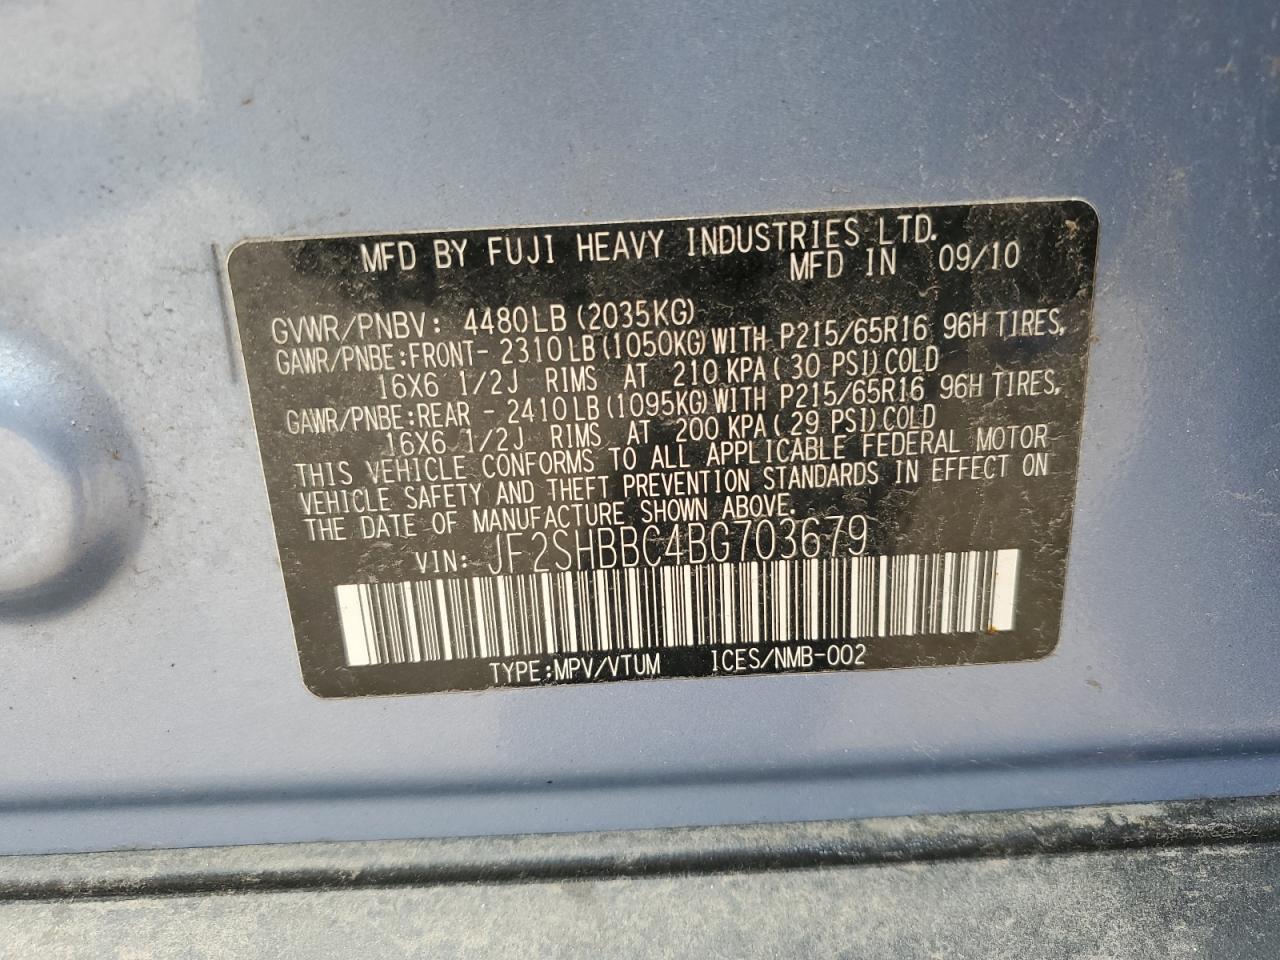 MFD BY FUJI HEAVY INDUSTRIES LTD.
MFD IN 09/10
GVWR/PNBV: 4480LB (2035KG)
GAWR/PNBE:FRONT- 2310LB(1050KG)WITH P215/65R16 96H TIRES,
16X6 1/2J RIMS AT 210 KPA(30 PSI)COLD
GAWR/PNBE:REAR - 2410LB(1095KG)WITH P215/65R16 96H TIRES,
16X6 1/2J RIMS AT 200 KPA(29 PSI)COLD
THIS VEHICLE CONFORMS TO ALL APPLICABLE FEDERAL MOTOR
VEHICLE SAFETY AND THEFT PREVENTION STANDARDS IN EFFECT ON
THE DATE OF MANUFACTURE SHOWN ABOVE.
VIN: JF2SHBBC4BG703679
TYPE:MPV/VTUM ICES/NMB-002